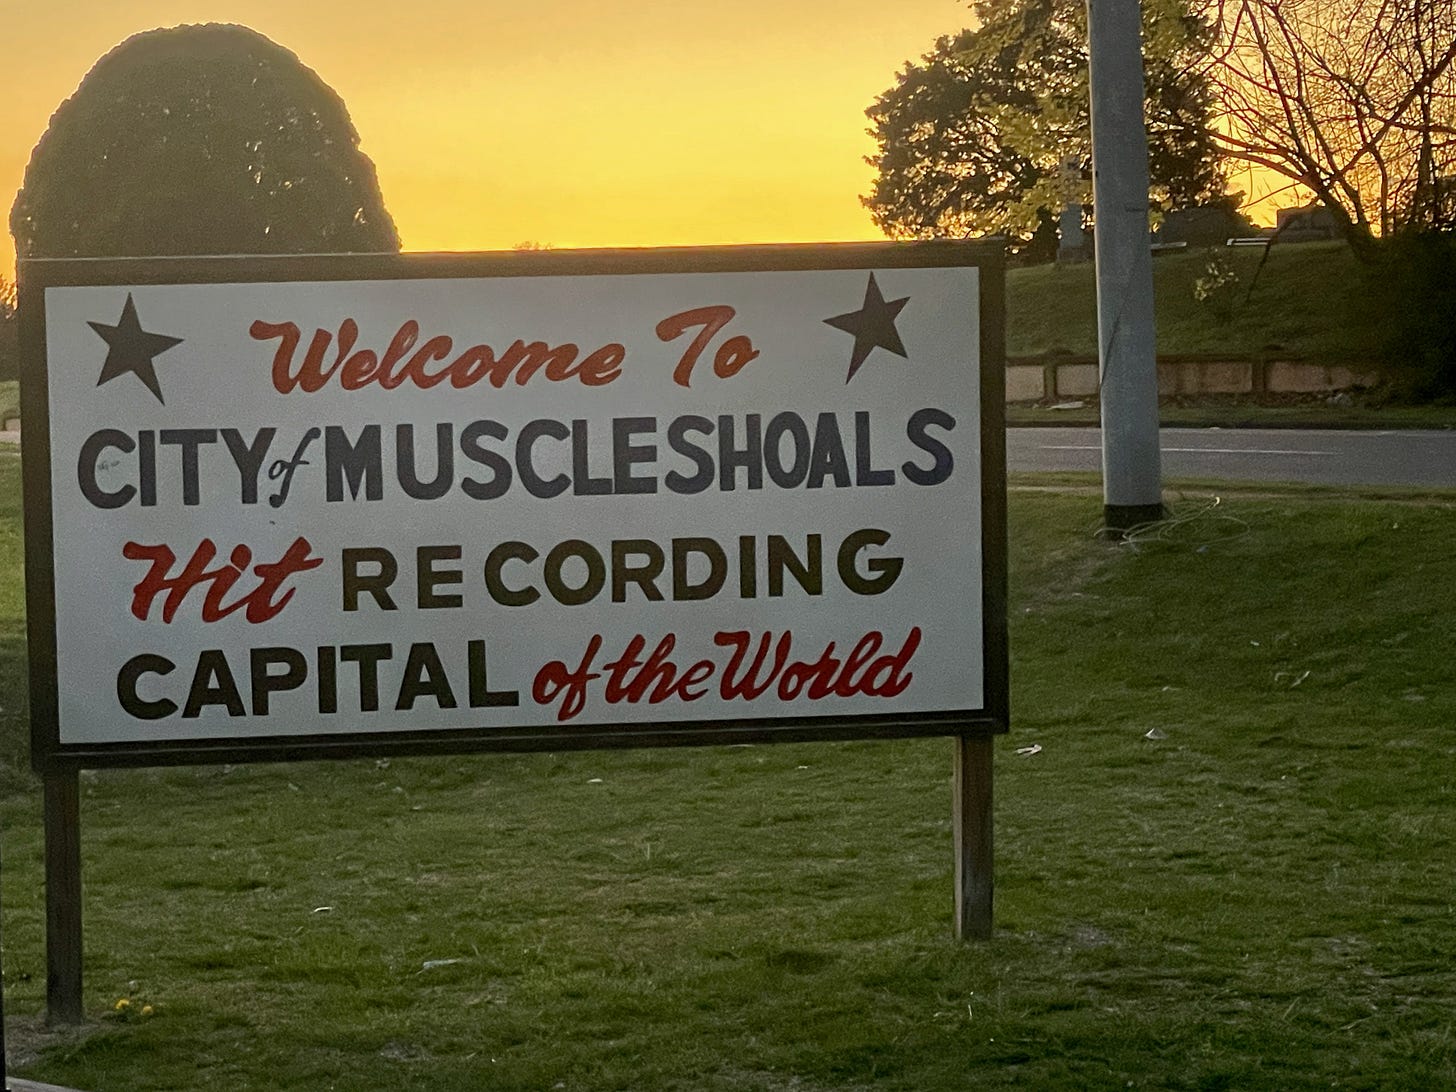 Welcome To
CITY of MUSCLE SHOALS
Hit RECORDING
CAPITAL of the World